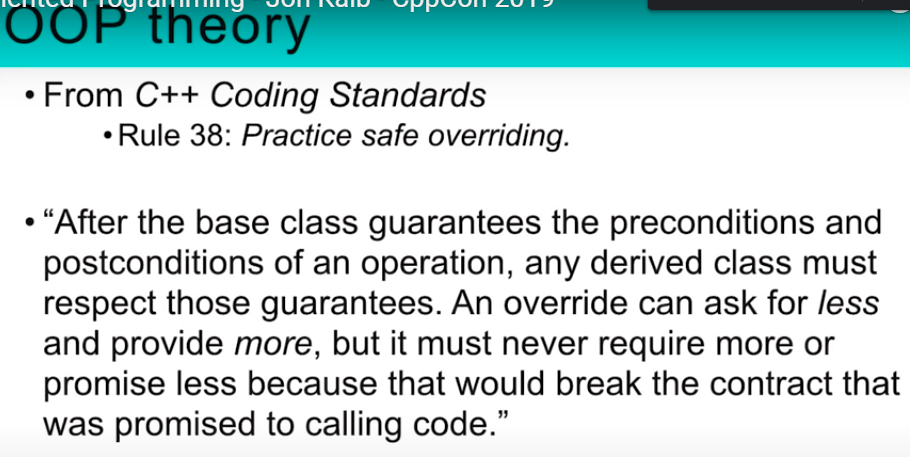 Programming - Jon Kalb - CppCon 2019
OOP theory
• From C++ Coding Standards
• Rule 38: Practice safe overriding.
• “After the base class guarantees the preconditions and
postconditions of an operation, any derived class must
respect those guarantees. An override can ask for less
and provide more, but it must never require more or
promise less because that would break the contract that
was promised to calling code.”